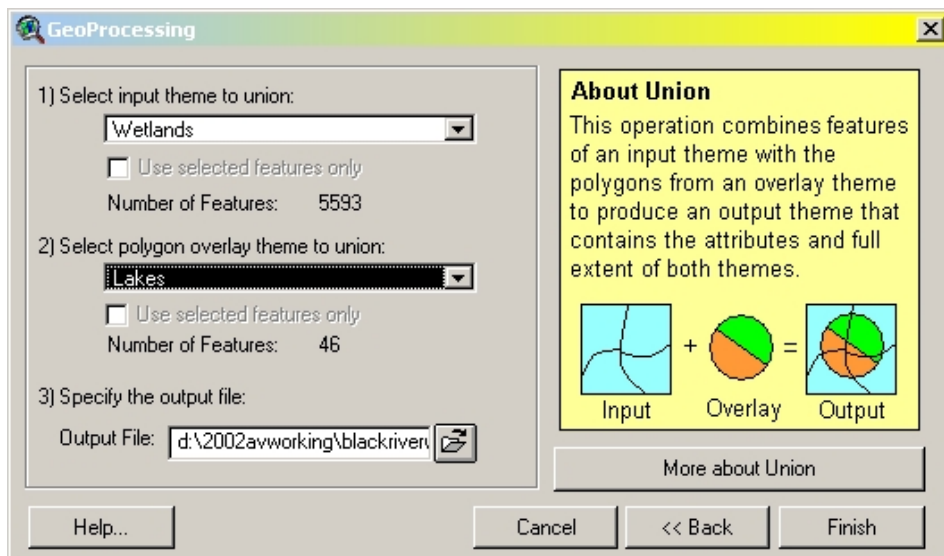 GeoProcessing
1) Select input theme to union:
Wetlands
Use selected features only
Number of Features: 5593
2) Select polygon overlay theme to union:
Lakes
Use selected features only
Number of Features: 46
3) Specify the output file:
Output File: d:\2002avworking\blackriver
About Union
This operation combines features
of an input theme with the
polygons from an overlay theme
to produce an output theme that
contains the attributes and full
extent of both themes.
+ =
Input Overlay Output
More about Union
Help... Cancel << Back Finish